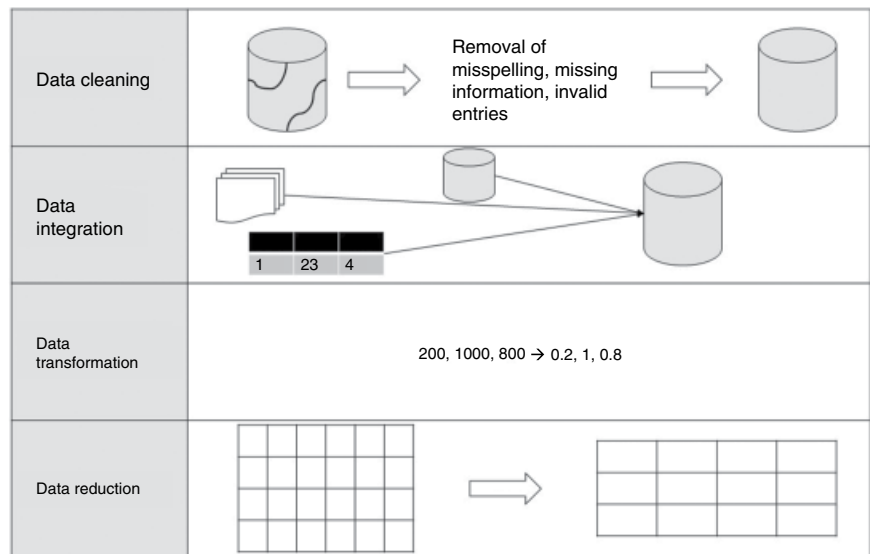 Data cleaning
Removal of
misspelling, missing
information, invalid
entries
Data
integration
1 23 4
Data
transformation
200, 1000, 800 → 0.2, 1, 0.8
Data reduction